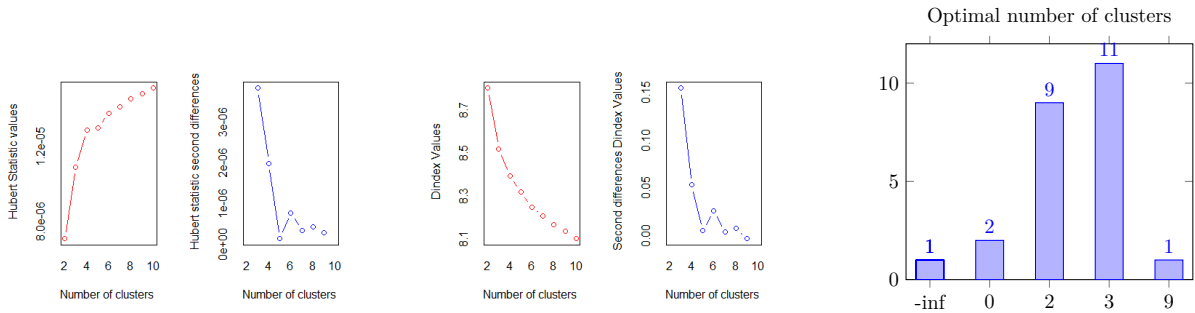 Hubert Statistic values
8.0e-06
1.2e-05
2 4 6 8 10
Number of clusters
Hubert statistic second differences
0e+00
1e-06
2e-06
3e-06
2 4 6 8 10
Number of clusters
Dindex Values
8.1
8.3
8.5
8.7
2 4 6 8 10
Number of clusters
Second differences Dindex Values
0.00
0.05
0.10
0.15
2 4 6 8 10
Number of clusters
Optimal number of clusters
10
5
0
1
2
9
11
1
-inf 0 2 3 9